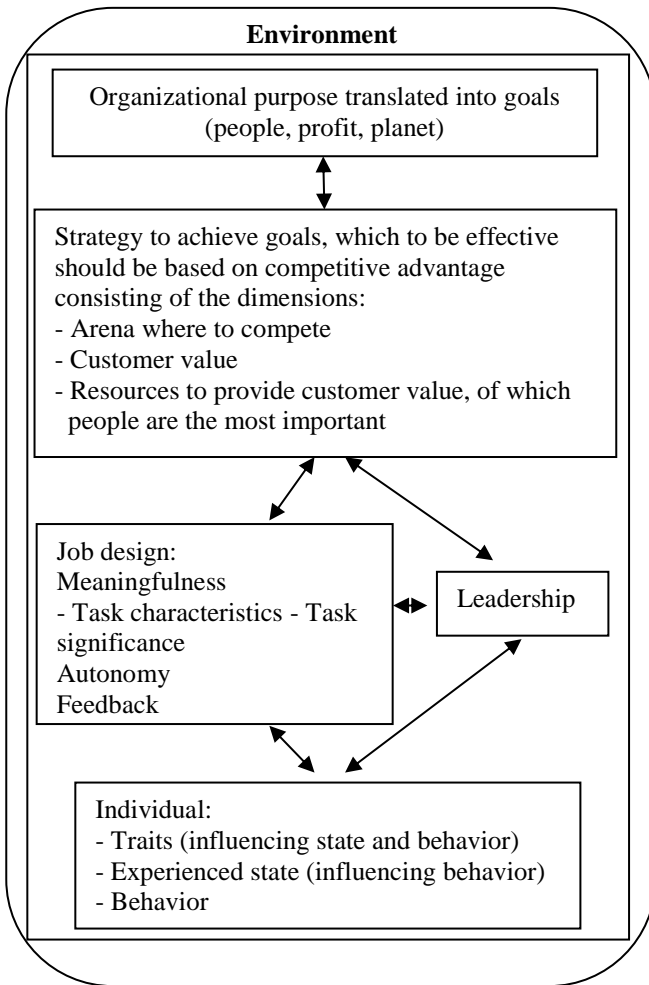 Environment
Organizational purpose translated into goals
(people, profit, planet)
Strategy to achieve goals, which to be effective
should be based on competitive advantage
consisting of the dimensions:
- Arena where to compete
- Customer value
- Resources to provide customer value, of which
people are the most important
Job design:
Meaningfulness
- Task characteristics - Task
significance
Autonomy
Feedback
Leadership
Individual:
- Traits (influencing state and behavior)
- Experienced state (influencing behavior)
- Behavior